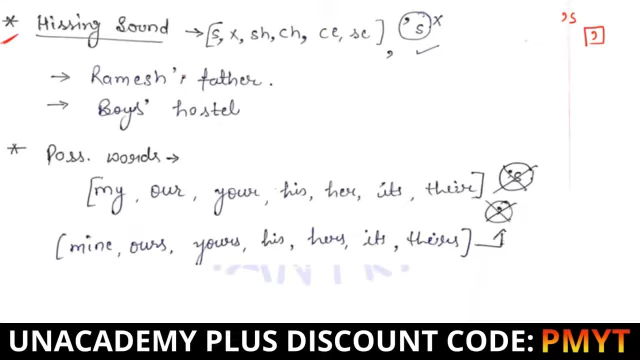 * Hissing Sound → [s, x, sh, ch, ce, se] , 's x
's
,
→ Ramesh's father.
→ Boys' hostel
* Poss. words →
[my, our, your, his, her, its, their] 's
'
[mine, ours, yours, his, hers, its, theirs]
UNACADEMY PLUS DISCOUNT CODE: PMYT